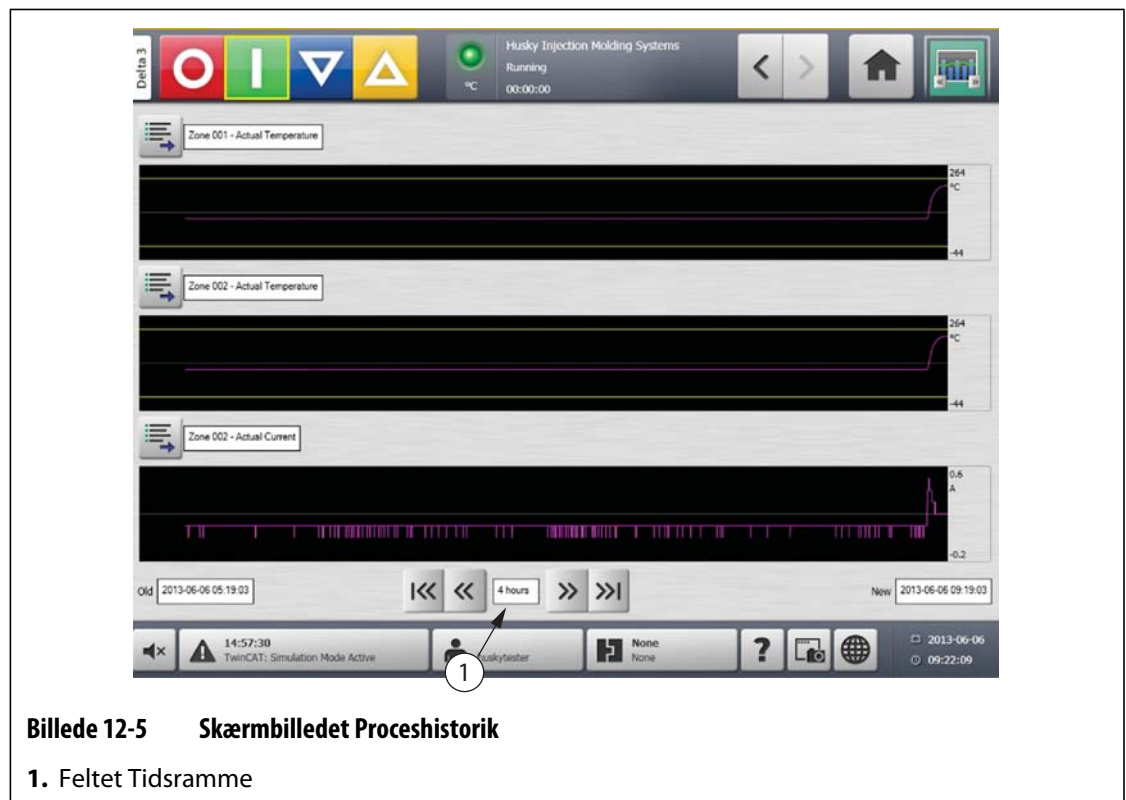 Delta 3
°C
Husky Injection Molding Systems
Running
00:00:00
Zone 001 - Actual Temperature
264
°C
-44
Zone 002 - Actual Temperature
264
°C
-44
Zone 002 - Actual Current
0.6
A
-0.2
Old 2013-06-06 05:19:03
4 hours
New 2013-06-06 09:19:03
14:57:30
TwinCAT: Simulation Mode Active
huskytester
None
None
?
2013-06-06
09:22:09
1
Billede 12-5 Skærmbilledet Proceshistorik
1. Feltet Tidsramme